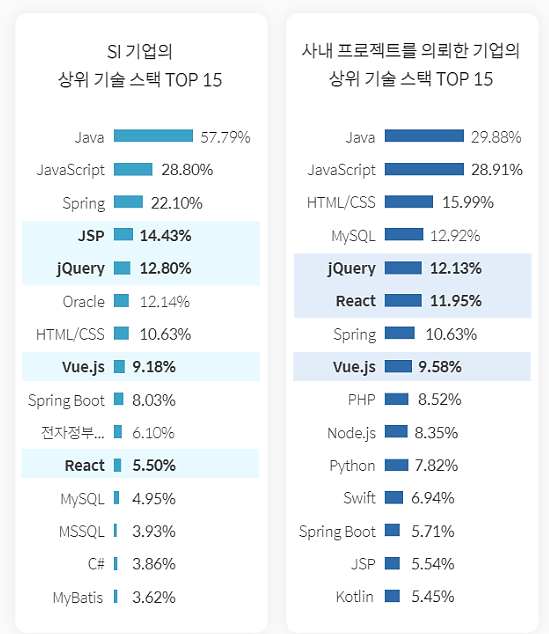 SI 기업의
상위 기술 스택 TOP 15
Java 57.79%
JavaScript 28.80%
Spring 22.10%
JSP 14.43%
jQuery 12.80%
Oracle 12.14%
HTML/CSS 10.63%
Vue.js 9.18%
Spring Boot 8.03%
전자정부... 6.10%
React 5.50%
MySQL 4.95%
MSSQL 3.93%
C# 3.86%
MyBatis 3.62%
사내 프로젝트를 의뢰한 기업의
상위 기술 스택 TOP 15
Java 29.88%
JavaScript 28.91%
HTML/CSS 15.99%
MySQL 12.92%
jQuery 12.13%
React 11.95%
Spring 10.63%
Vue.js 9.58%
PHP 8.52%
Node.js 8.35%
Python 7.82%
Swift 6.94%
Spring Boot 5.71%
JSP 5.54%
Kotlin 5.45%